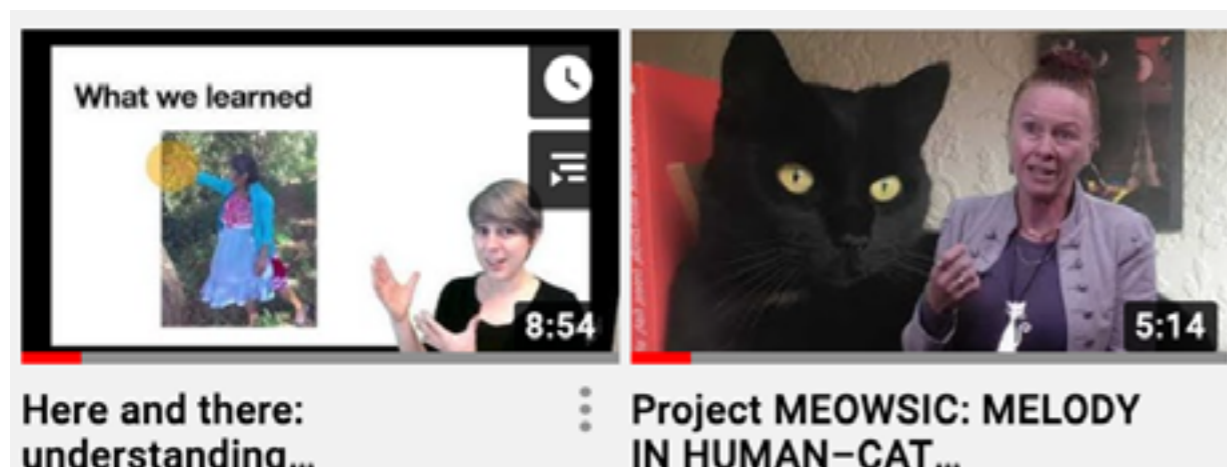 What we learned
8:54
5:14
Here and there:
understanding...
Project MEOWSIC: MELODY
IN HUMAN–CAT...